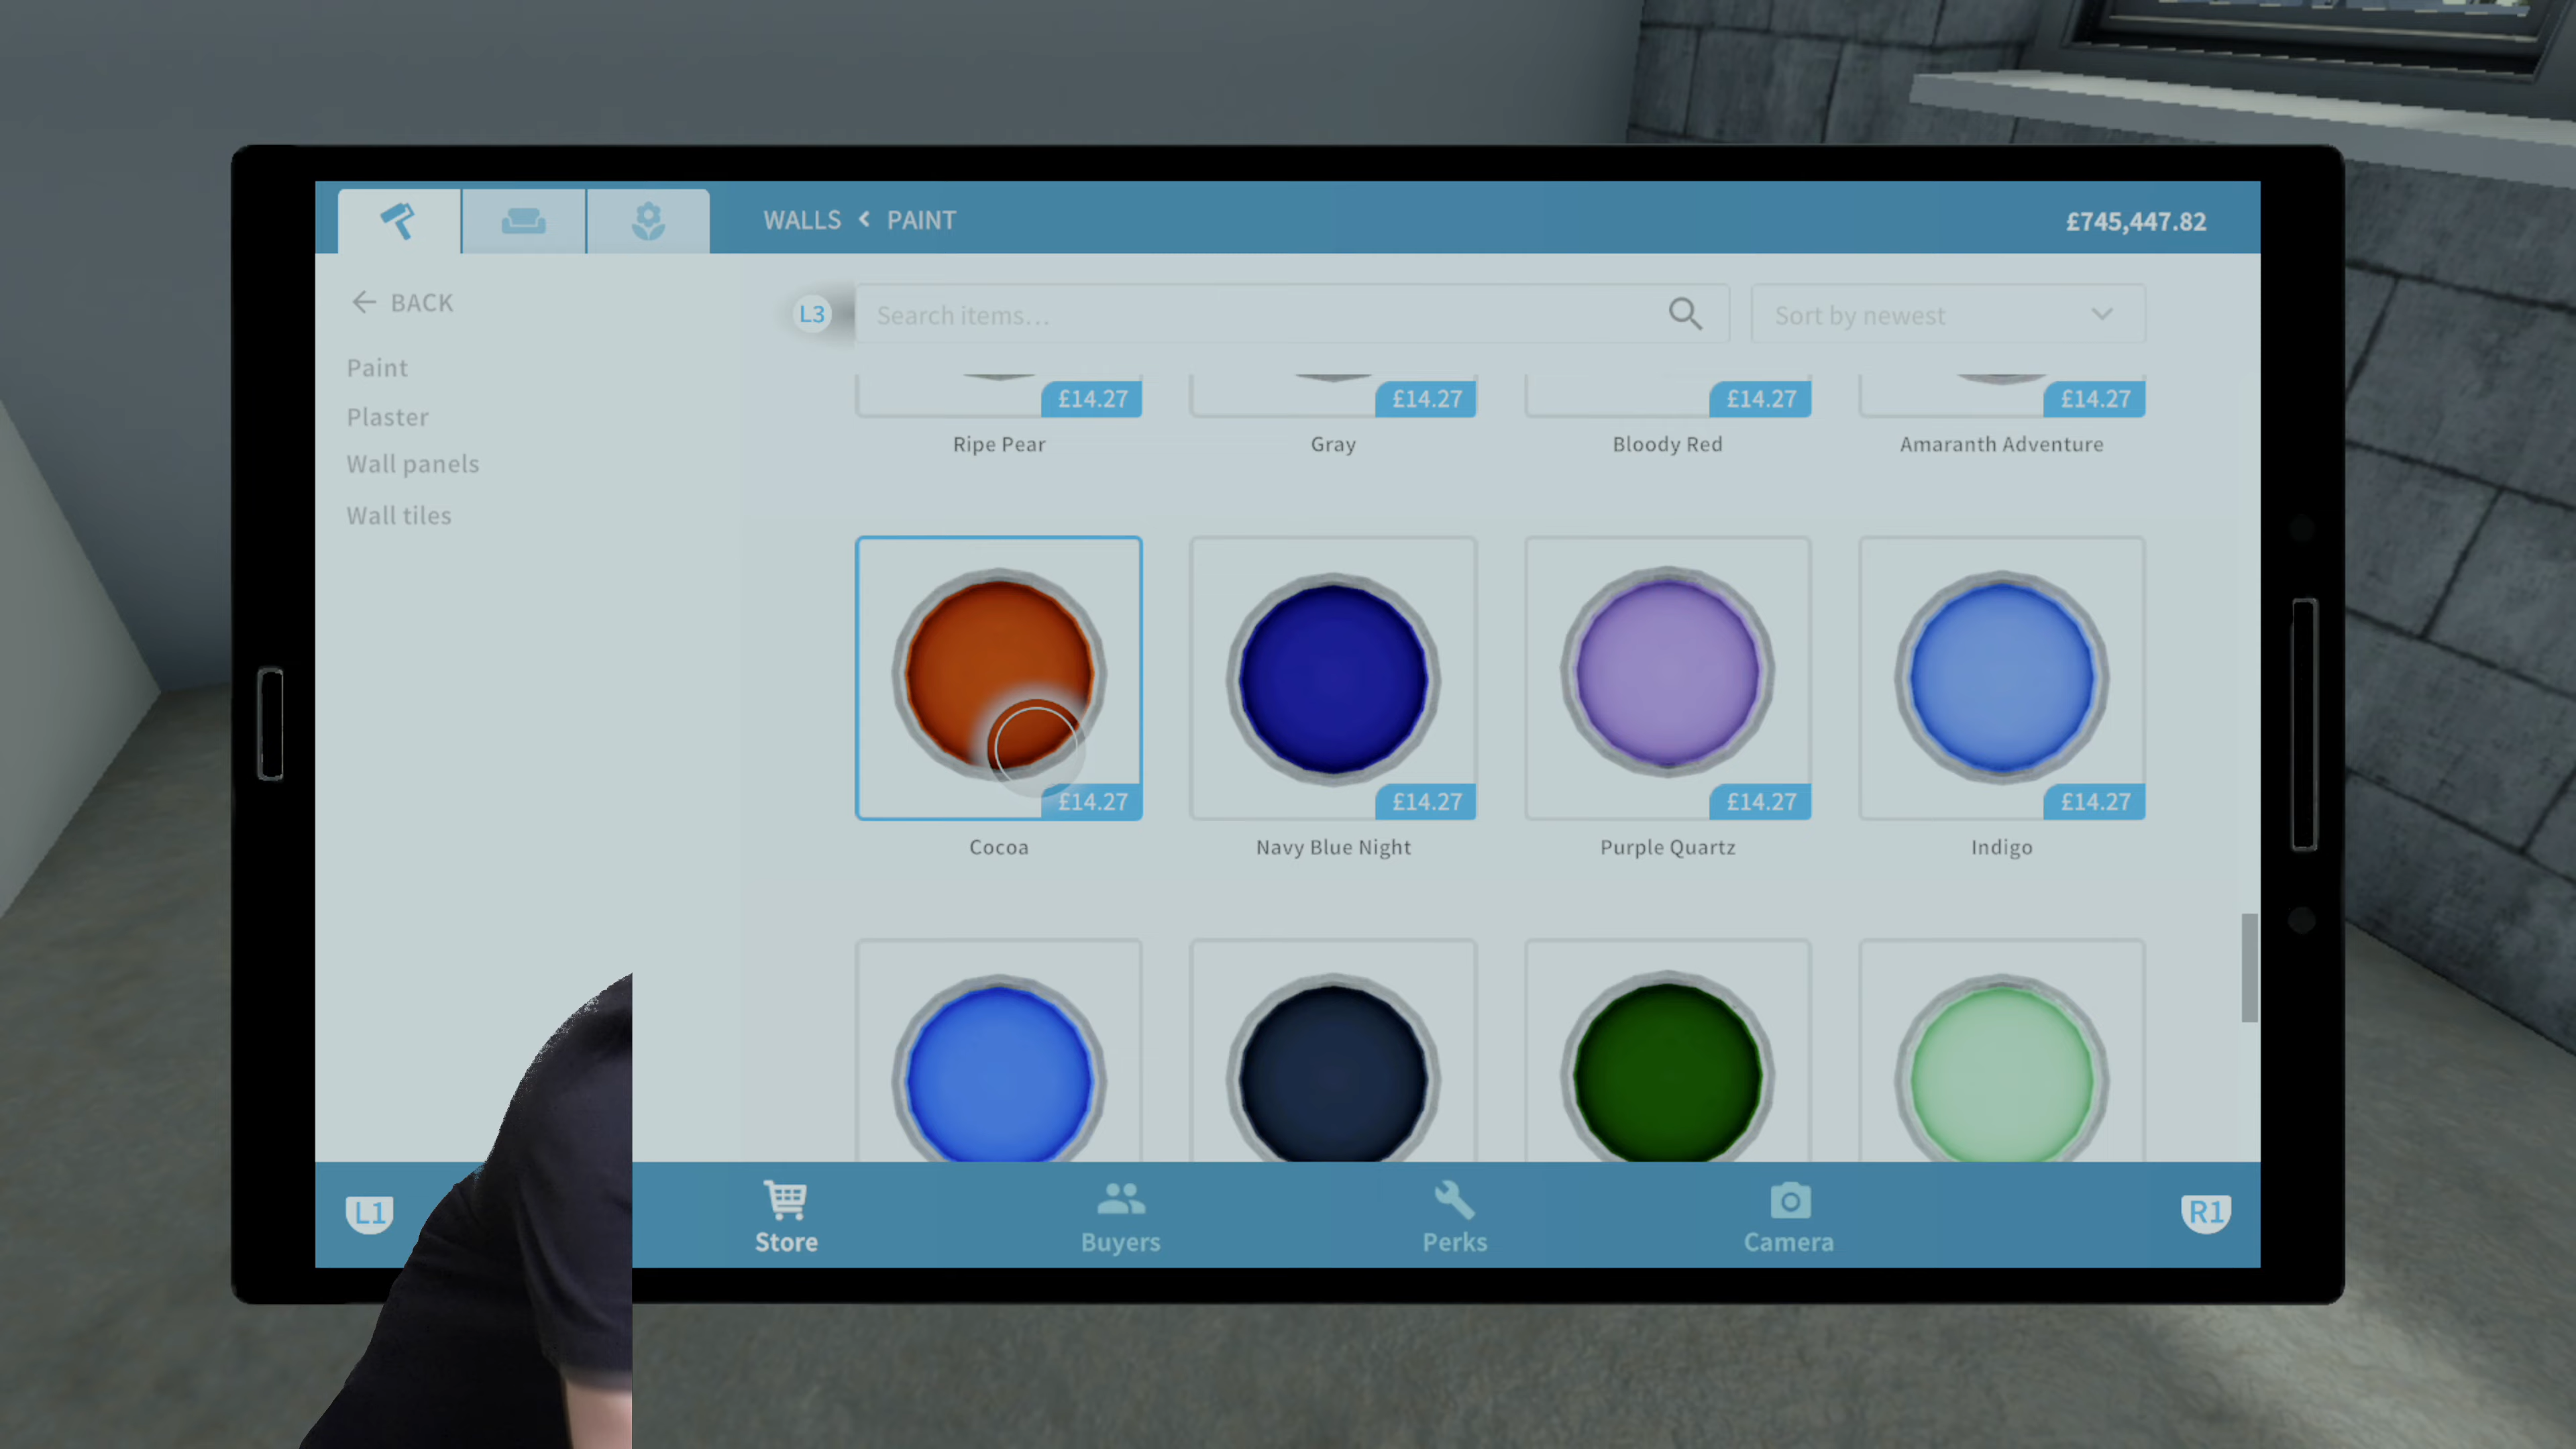 WALLS < PAINT
£745,447.82
BACK
Paint
Plaster
Wall panels
Wall tiles
L3
Search items...
Sort by newest
£14.27 £14.27 £14.27 £14.27
Ripe Pear Gray Bloody Red Amaranth Adventure
£14.27 £14.27 £14.27 £14.27
Cocoa Navy Blue Night Purple Quartz Indigo
L1
Store Buyers Perks Camera
R1